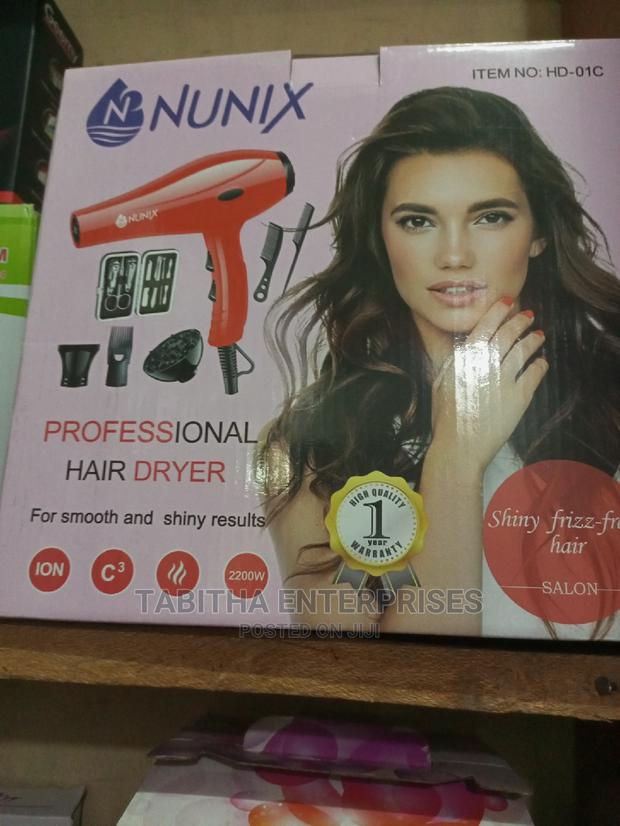 NUNIX
ITEM NO: HD-01C
NUNIX
PROFESSIONAL
HAIR DRYER
For smooth and shiny results
ION
C³
2200W
HIGH QUALITY
1
year
WARRANTY
Shiny frizz-fr
hair
SALON
TABITHA ENTERPRISES
POSTED ON JIJI